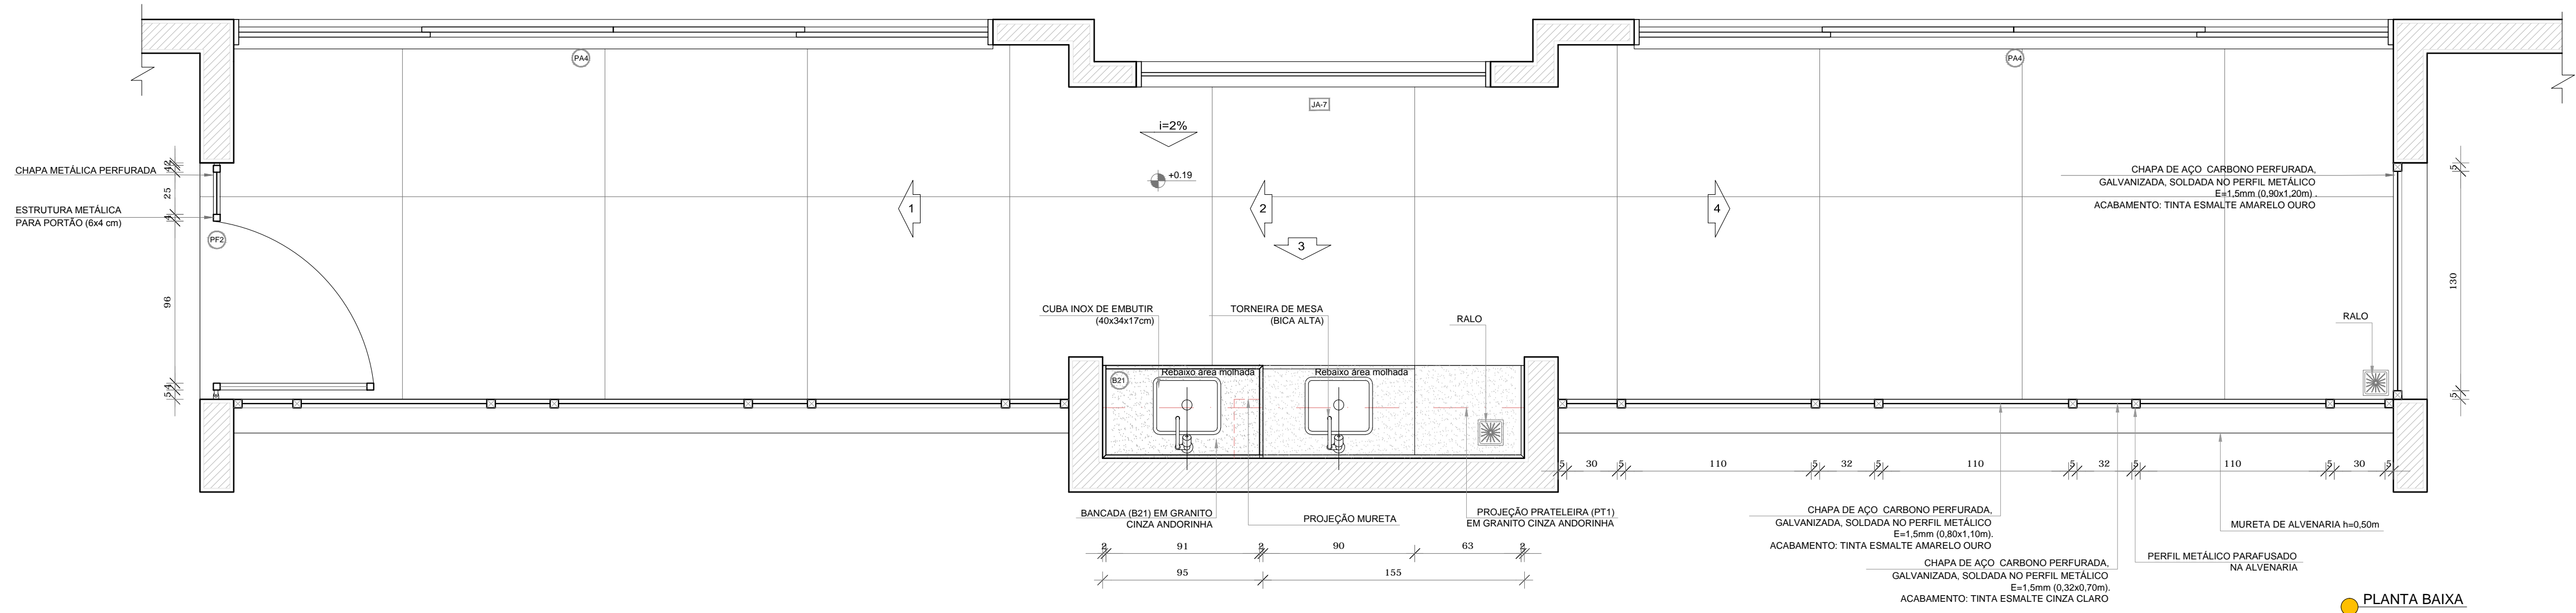 PA4
PA4
JA-7
i=2%
+0.19
CHAPA METÁLICA PERFURADA
ESTRUTURA METÁLICA
PARA PORTÃO (6x4 cm)
PF2
2
4
25
4
96
4
5
1
2
3
4
CHAPA DE AÇO CARBONO PERFURADA,
GALVANIZADA, SOLDADA NO PERFIL METÁLICO
E=1,5mm (0,90x1,20m).
ACABAMENTO: TINTA ESMALTE AMARELO OURO
5
130
5
CUBA INOX DE EMBUTIR
(40x34x17cm)
TORNEIRA DE MESA
(BICA ALTA)
RALO
RALO
B21
Rebaixo área molhada
Rebaixo área molhada
5 30 5 110 5 32 5 110 5 32 5 110 5 30 5
BANCADA (B21) EM GRANITO
CINZA ANDORINHA
PROJEÇÃO MURETA
PROJEÇÃO PRATELEIRA (PT1)
EM GRANITO CINZA ANDORINHA
2 91 2 90 63 2
95 155
CHAPA DE AÇO CARBONO PERFURADA,
GALVANIZADA, SOLDADA NO PERFIL METÁLICO
E=1,5mm (0,80x1,10m).
ACABAMENTO: TINTA ESMALTE AMARELO OURO
CHAPA DE AÇO CARBONO PERFURADA,
GALVANIZADA, SOLDADA NO PERFIL METÁLICO
E=1,5mm (0,32x0,70m).
ACABAMENTO: TINTA ESMALTE CINZA CLARO
MURETA DE ALVENARIA h=0,50m
PERFIL METÁLICO PARAFUSADO
NA ALVENARIA
PLANTA BAIXA